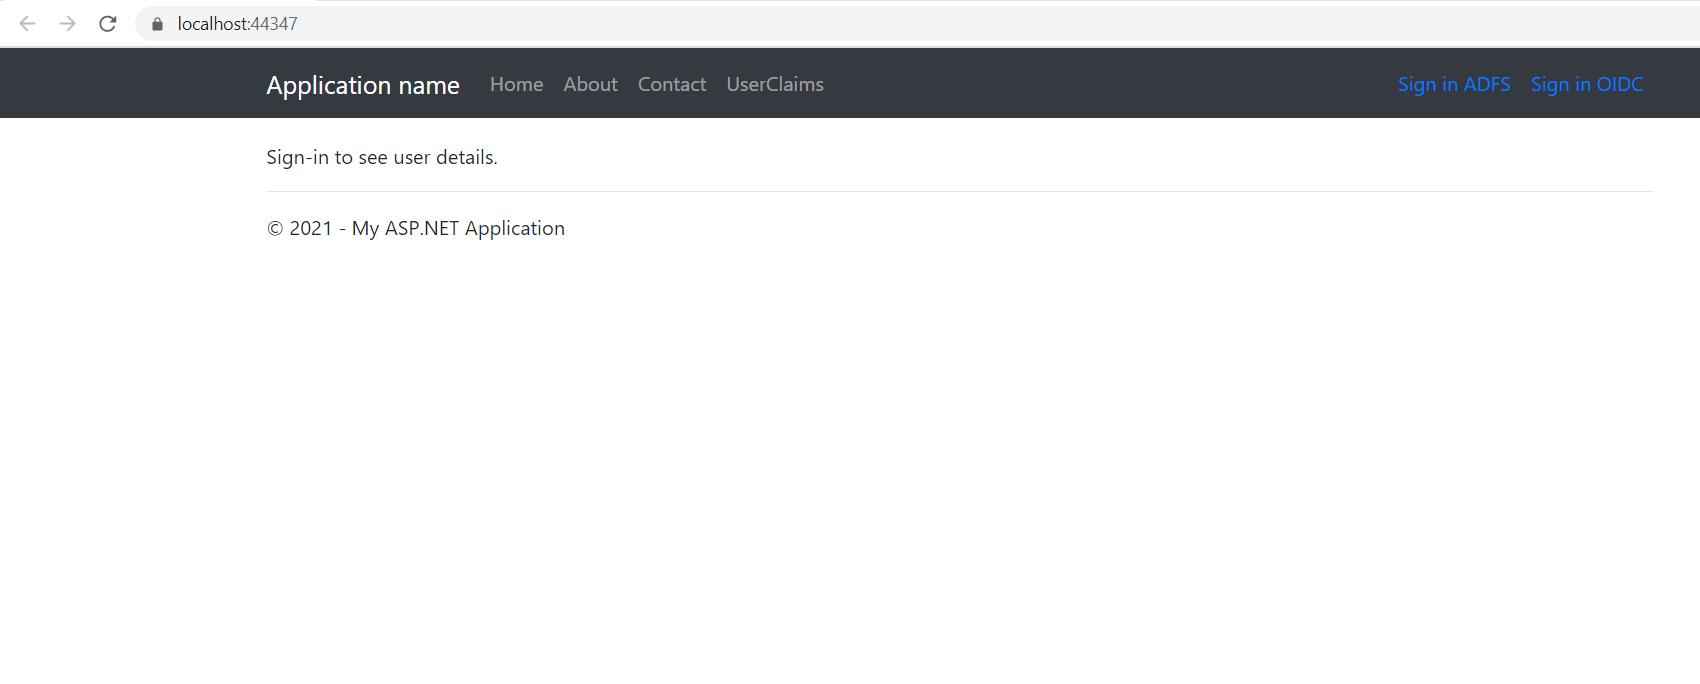 localhost:44347
Application name Home About Contact UserClaims Sign in ADFS Sign in OIDC
Sign-in to see user details.
© 2021 - My ASP.NET Application